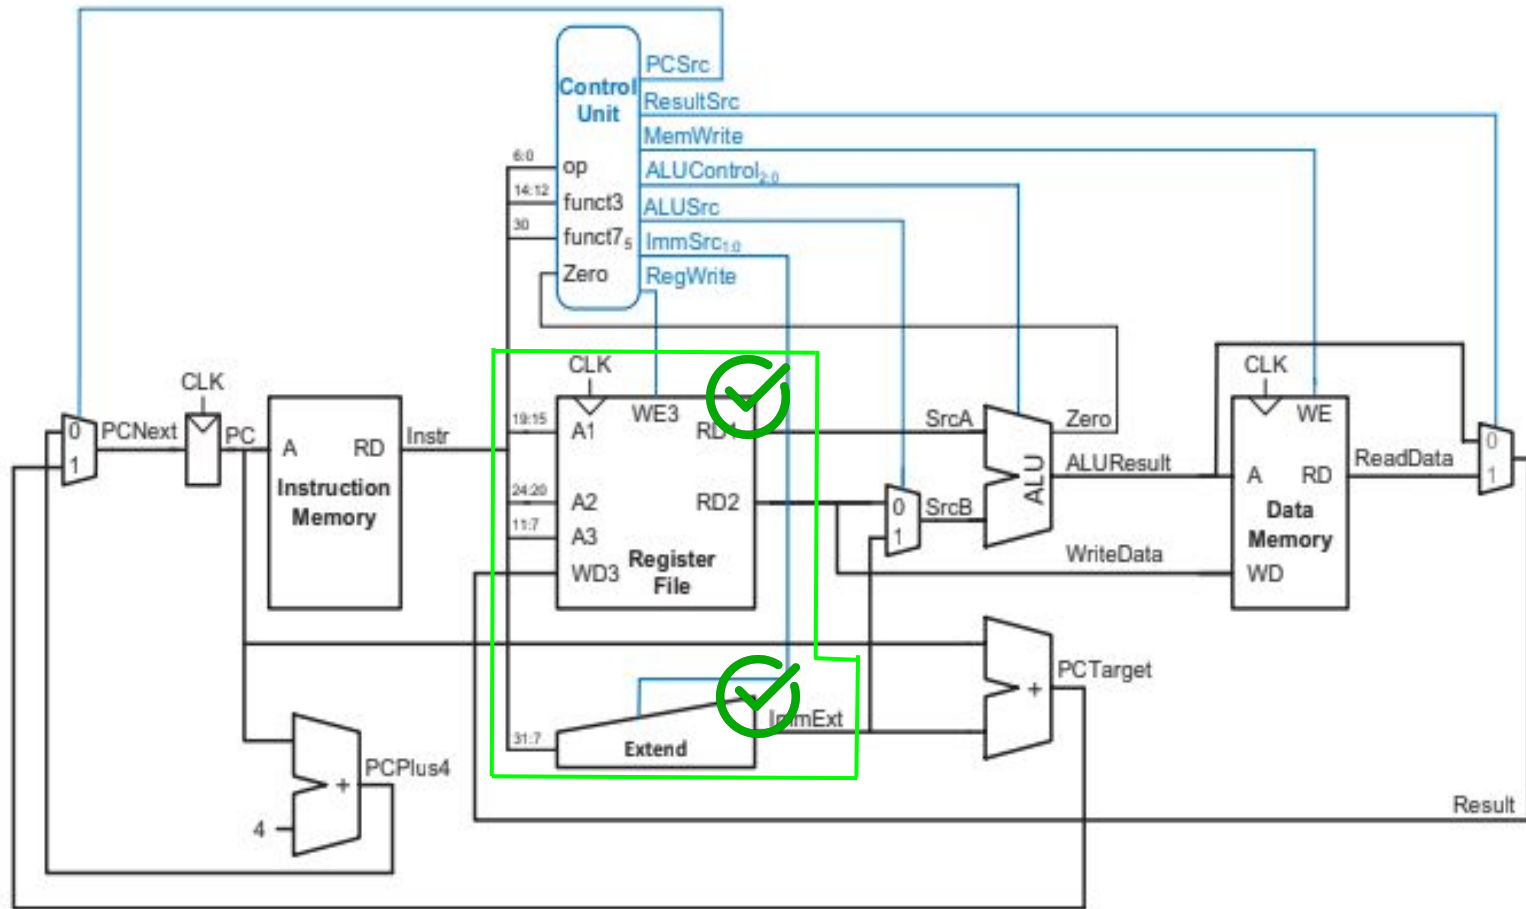 PCSrc
Control
Unit
ResultSrc
MemWrite
6:0
op
ALUControl2:0
14:12
funct3
ALUSrc
30
funct75
ImmSrc1:0
Zero
RegWrite
CLK
CLK
CLK
WE3
WE
19:15
A1
RD1
SrcA
Zero
0
PCNext
PC
Instr
A
RD
1
Instruction
Memory
24:20
A2
RD2
0
SrcB
1
ALU
ALUResult
A
RD
ReadData
0
1
Data
Memory
11:7
A3
Register
File
WD3
WriteData
WD
PCTarget
+
ImmExt
31:7
Extend
PCPlus4
+
4
Result